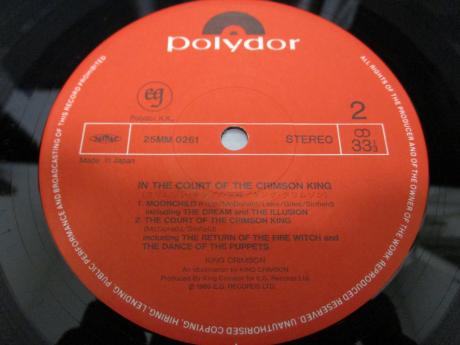 polydor
eg
Polydor K.K.,
2
25MM 0261
STEREO
33 1/3
Made in Japan
IN THE COURT OF THE CRIMSON KING
1. MOONCHILD
including THE DREAM and THE ILLUSION
2. THE COURT OF THE CRIMSON KING
(McDonald/Sinfield)
including THE RETURN OF THE FIRE WITCH and
THE DANCE OF THE PUPPETS
KING CRIMSON
An observation by KING CRIMSON
Produced By King Crimson for E.G. Records Ltd.
E.G. RECORDS LTD.
ALL RIGHTS OF THE PRODUCER AND OF THE OWNER OF THE WORK REPRODUCED RESERVED. UNAUTHORISED COPYING, HIRING, LENDING, PUBLIC PERFORMANCE AND BROADCASTING OF THIS RECORD PROHIBITED